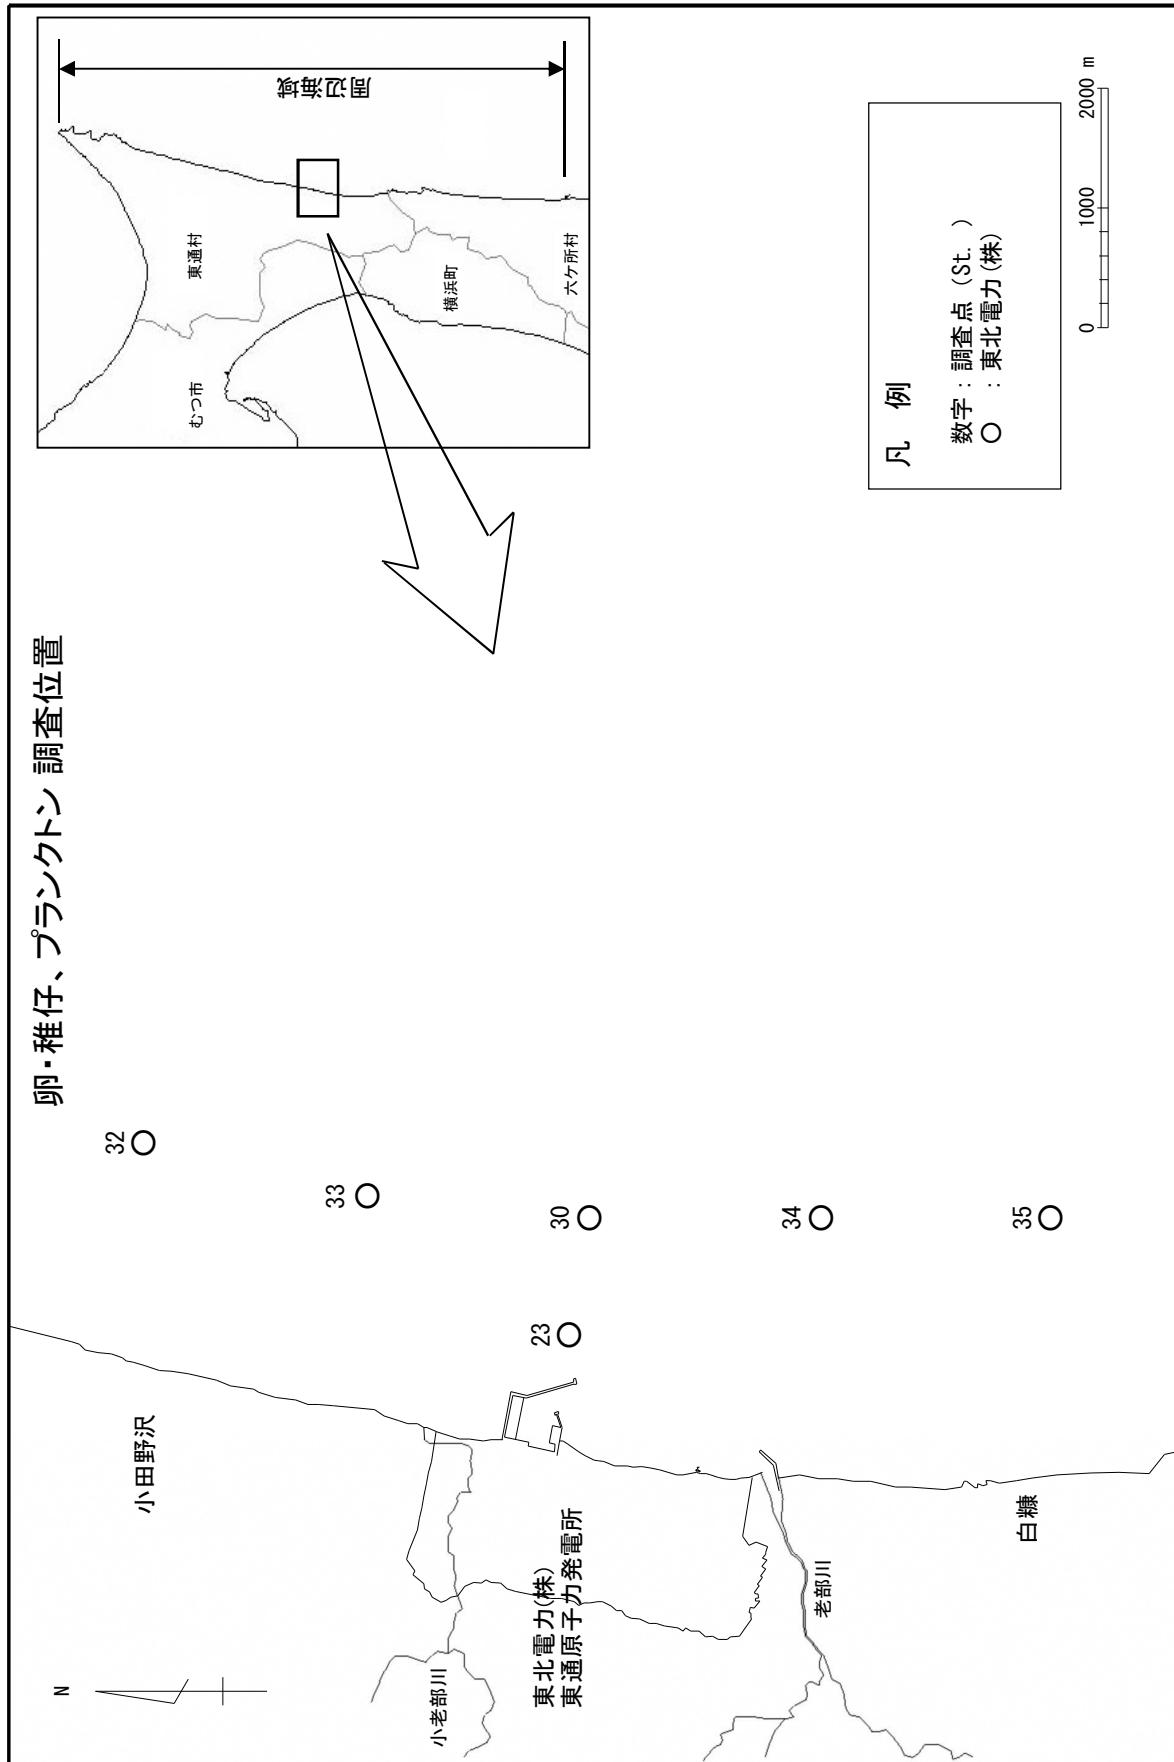 卵・稚仔、プランクトン 調査位置
周辺海域
むつ市
東通村
横浜町
六ケ所村
凡 例
数字：調査点 (St. )
○ ：東北電力(株)
0 1000 2000 m
N
小田野沢
32
33
30
34
35
23
小老部川
東北電力(株)
東通原子力発電所
老部川
白糠